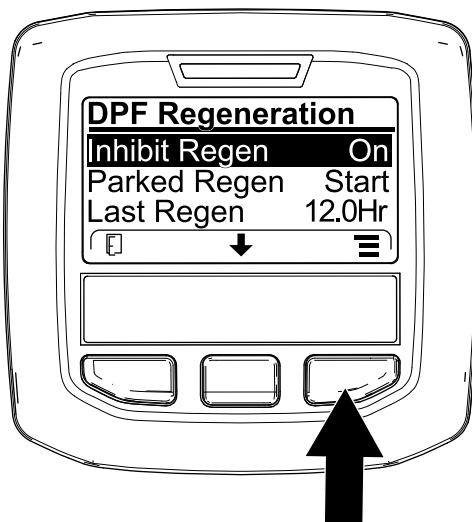 DPF Regeneration
Inhibit Regen On
Parked Regen Start
Last Regen 12.0Hr